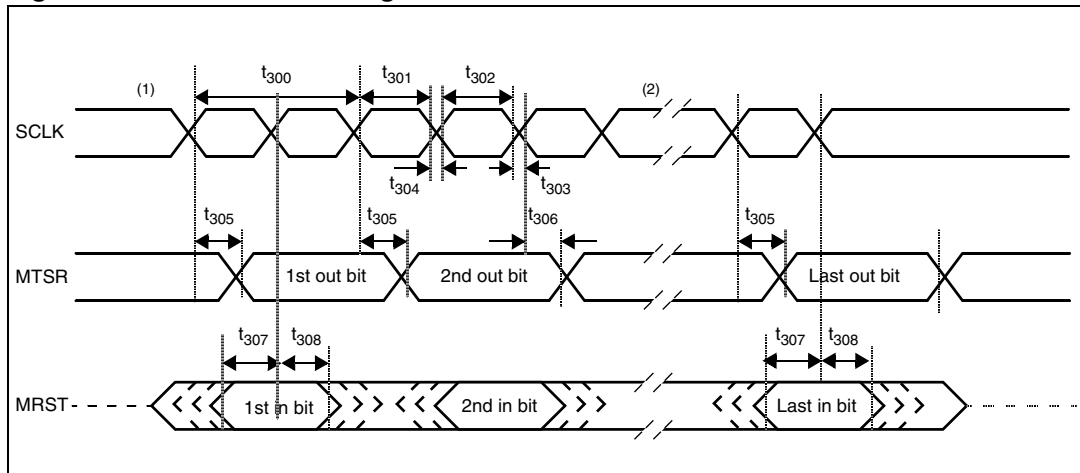 t300 t301 t302
(1) (2)
SCLK
t304 t303
t305 t305 t306 t305
MTSR 1st out bit 2nd out bit Last out bit
t307 t308 t307 t308
MRST 1st in bit 2nd in bit Last in bit